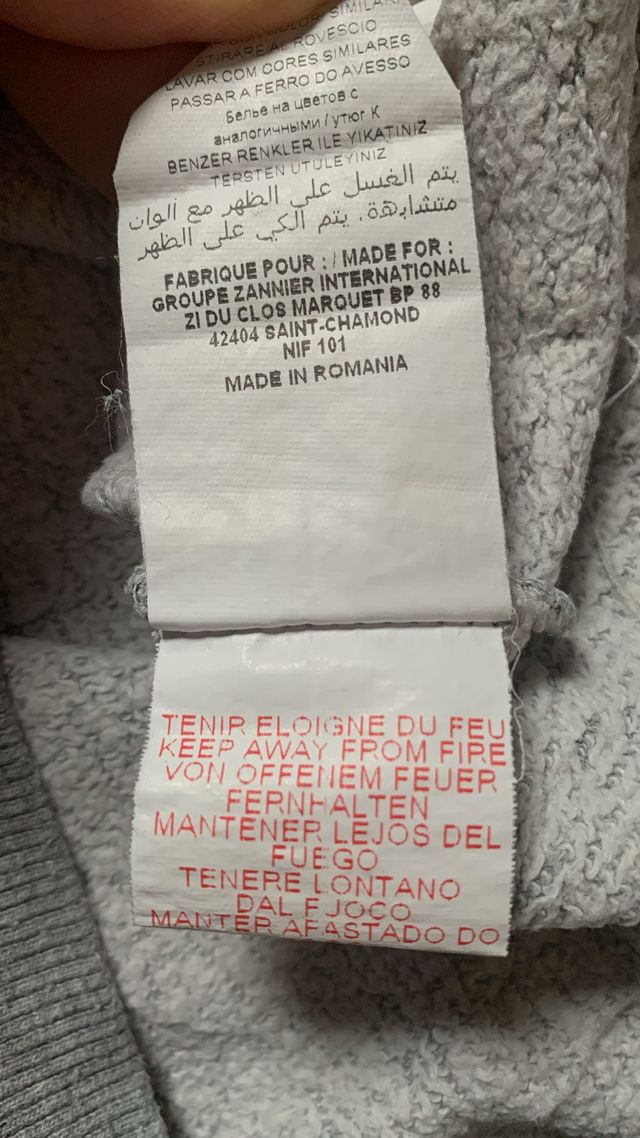 SIMILAR
STIRARE AL ROVESCIO
LAVAR COM CORES SIMILARES
PASSAR A FERRO DO AVESSO
Белье на цветов с
аналогичными / утюг К
BENZER RENKLER ILE YIKATINIZ
TERSTEN UTULEYINIZ
يتم الغسل على الظهر مع ألوان
متشابهة. يتم الكي على الظهر
FABRIQUE POUR : / MADE FOR :
GROUPE ZANNIER INTERNATIONAL
ZI DU CLOS MARQUET BP 88
42404 SAINT-CHAMOND
NIF 101
MADE IN ROMANIA
TENIR ELOIGNE DU FEU
KEEP AWAY FROM FIRE
VON OFFENEM FEUER
FERNHALTEN
MANTENER LEJOS DEL
FUEGO
TENERE LONTANO
DAL FUOCO
MANTER AFASTADO DO